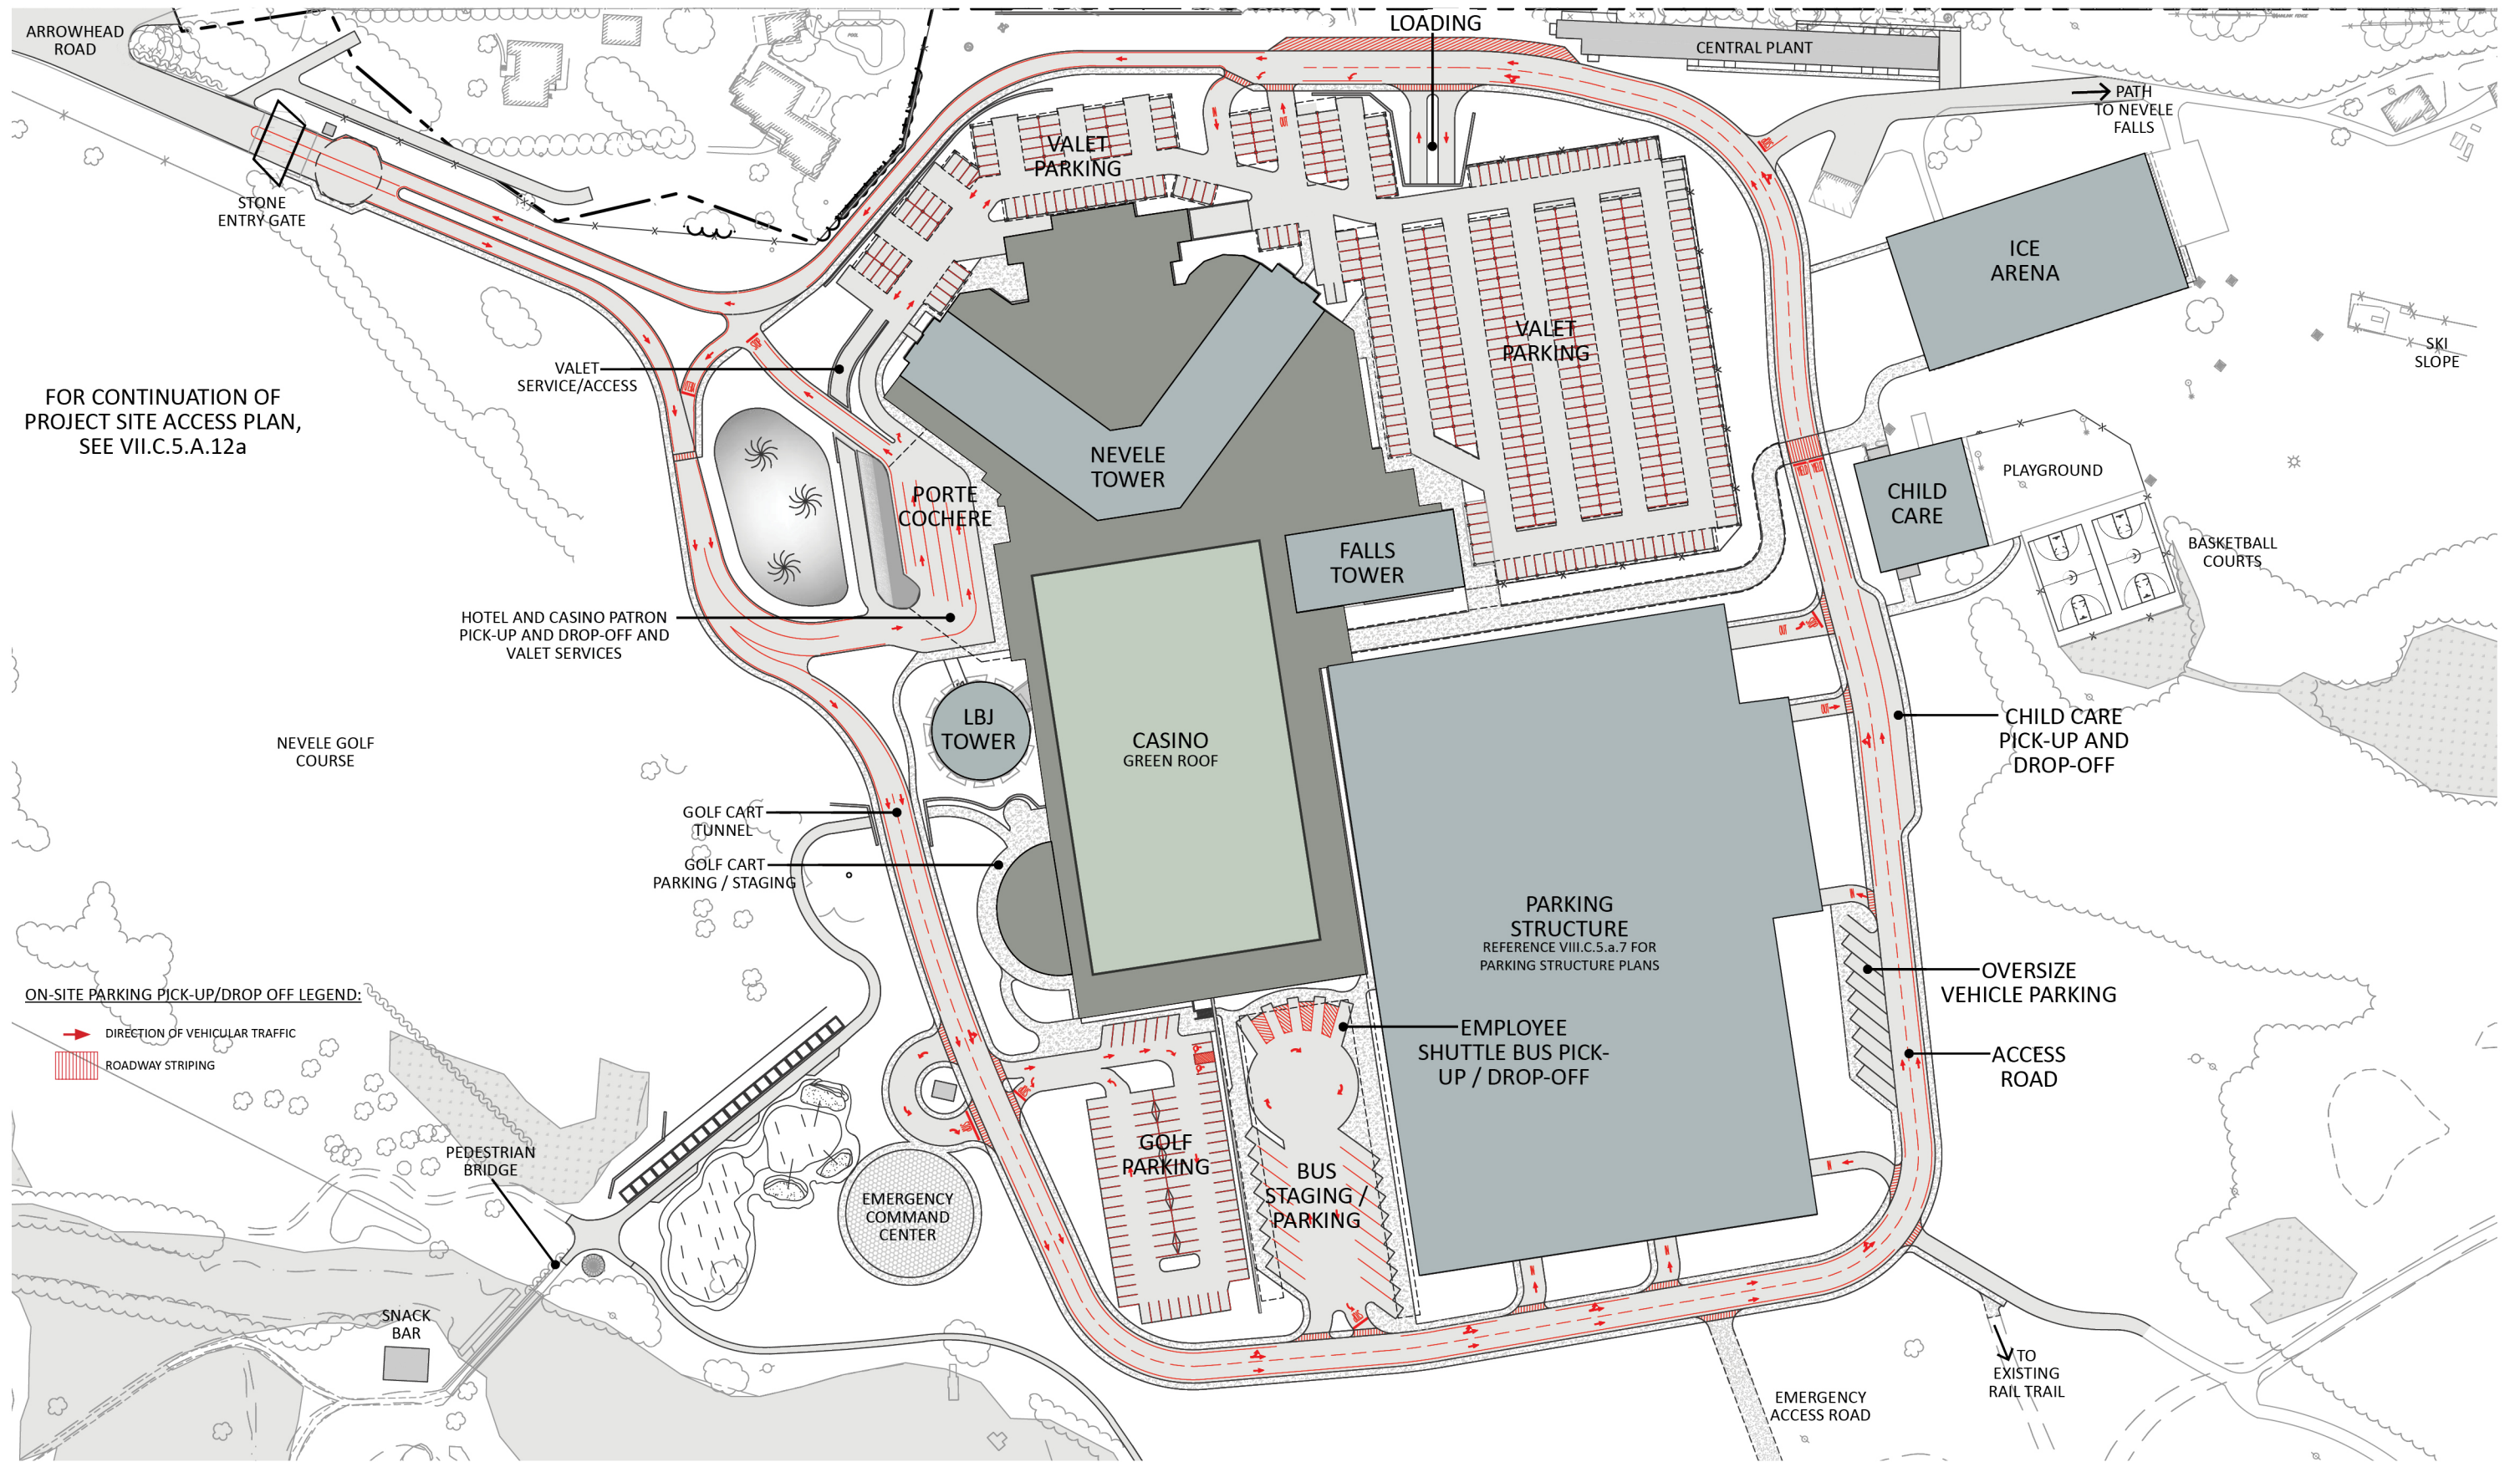 ARROWHEAD
ROAD
LOADING
CENTRAL PLANT
PATH
TO NEVELE
FALLS
STONE
ENTRY GATE
VALET
PARKING
ICE
ARENA
SKI
SLOPE
VALET
PARKING
VALET
SERVICE/ACCESS
FOR CONTINUATION OF
PROJECT SITE ACCESS PLAN,
SEE VII.C.5.A.12a
NEVELE
TOWER
PORTE
COCHERE
CHILD
CARE
PLAYGROUND
BASKETBALL
COURTS
FALLS
TOWER
HOTEL AND CASINO PATRON
PICK-UP AND DROP-OFF AND
VALET SERVICES
LBJ
TOWER
CASINO
GREEN ROOF
NEVELE GOLF
COURSE
CHILD CARE
PICK-UP AND
DROP-OFF
GOLF CART
TUNNEL
GOLF CART
PARKING / STAGING
PARKING
STRUCTURE
REFERENCE VIII.C.5.a.7 FOR
PARKING STRUCTURE PLANS
OVERSIZE
VEHICLE PARKING
ON-SITE PARKING PICK-UP/DROP OFF LEGEND:
DIRECTION OF VEHICULAR TRAFFIC
ROADWAY STRIPING
EMPLOYEE
SHUTTLE BUS PICK-
UP / DROP-OFF
ACCESS
ROAD
PEDESTRIAN
BRIDGE
GOLF
PARKING
BUS
STAGING /
PARKING
EMERGENCY
COMMAND
CENTER
SNACK
BAR
TO
EXISTING
RAIL TRAIL
EMERGENCY
ACCESS ROAD